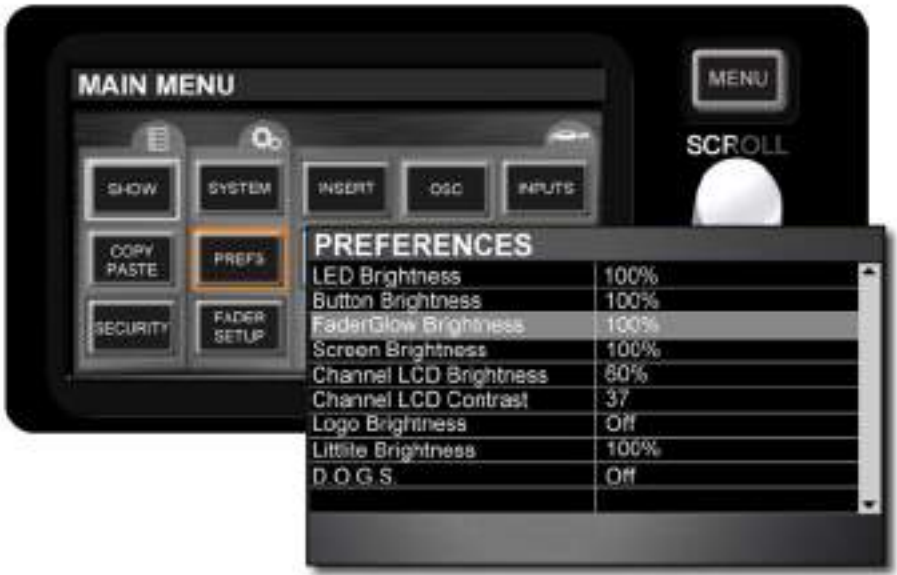 MAIN MENU
MENU
SCROLL
SHOW SYSTEM INSERT OSC INPUTS
COPY PASTE PREFS
SECURITY FADER SETUP
PREFERENCES
LED Brightness 100%
Button Brightness 100%
FaderGlow Brightness 100%
Screen Brightness 100%
Channel LCD Brightness 60%
Channel LCD Contrast 37
Logo Brightness Off
Littlite Brightness 100%
D.O.G.S. Off